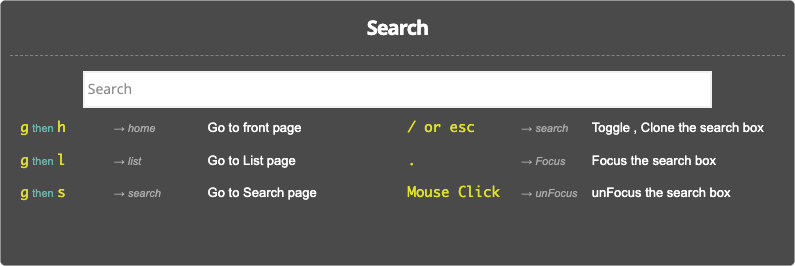 Search
Search
g then h → home Go to front page / or esc → search Toggle , Clone the search box
g then l → list Go to List page . → Focus Focus the search box
g then s → search Go to Search page Mouse Click → unFocus unFocus the search box